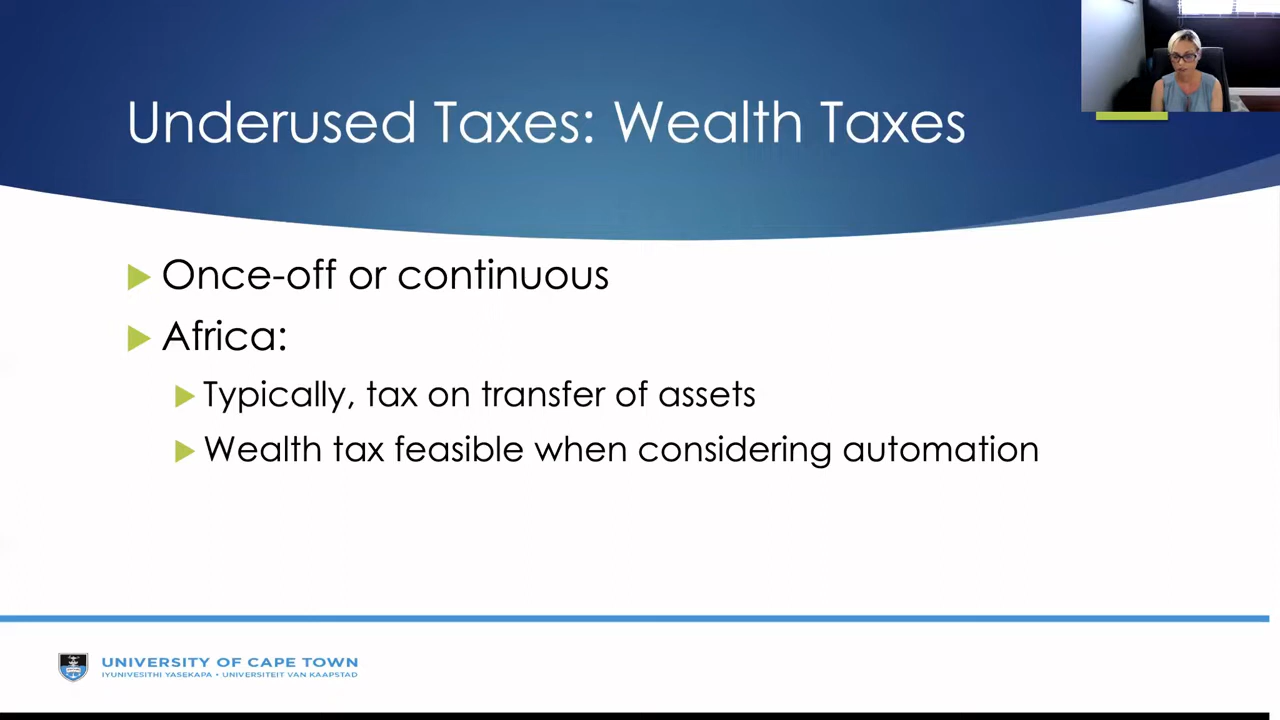 Underused Taxes: Wealth Taxes
Once-off or continuous
Africa:
Typically, tax on transfer of assets
Wealth tax feasible when considering automation
UNIVERSITY OF CAPE TOWN
IYUNIVESITHI YASEKAPA • UNIVERSITEIT VAN KAAPSTAD